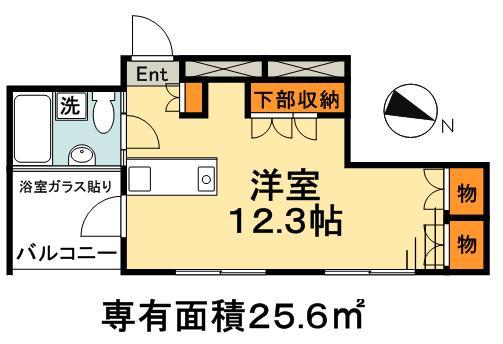 Ent
洗
下部収納
N
浴室ガラス貼り
洋室
12.3帖
物
バルコニー
物
専有面積25.6㎡